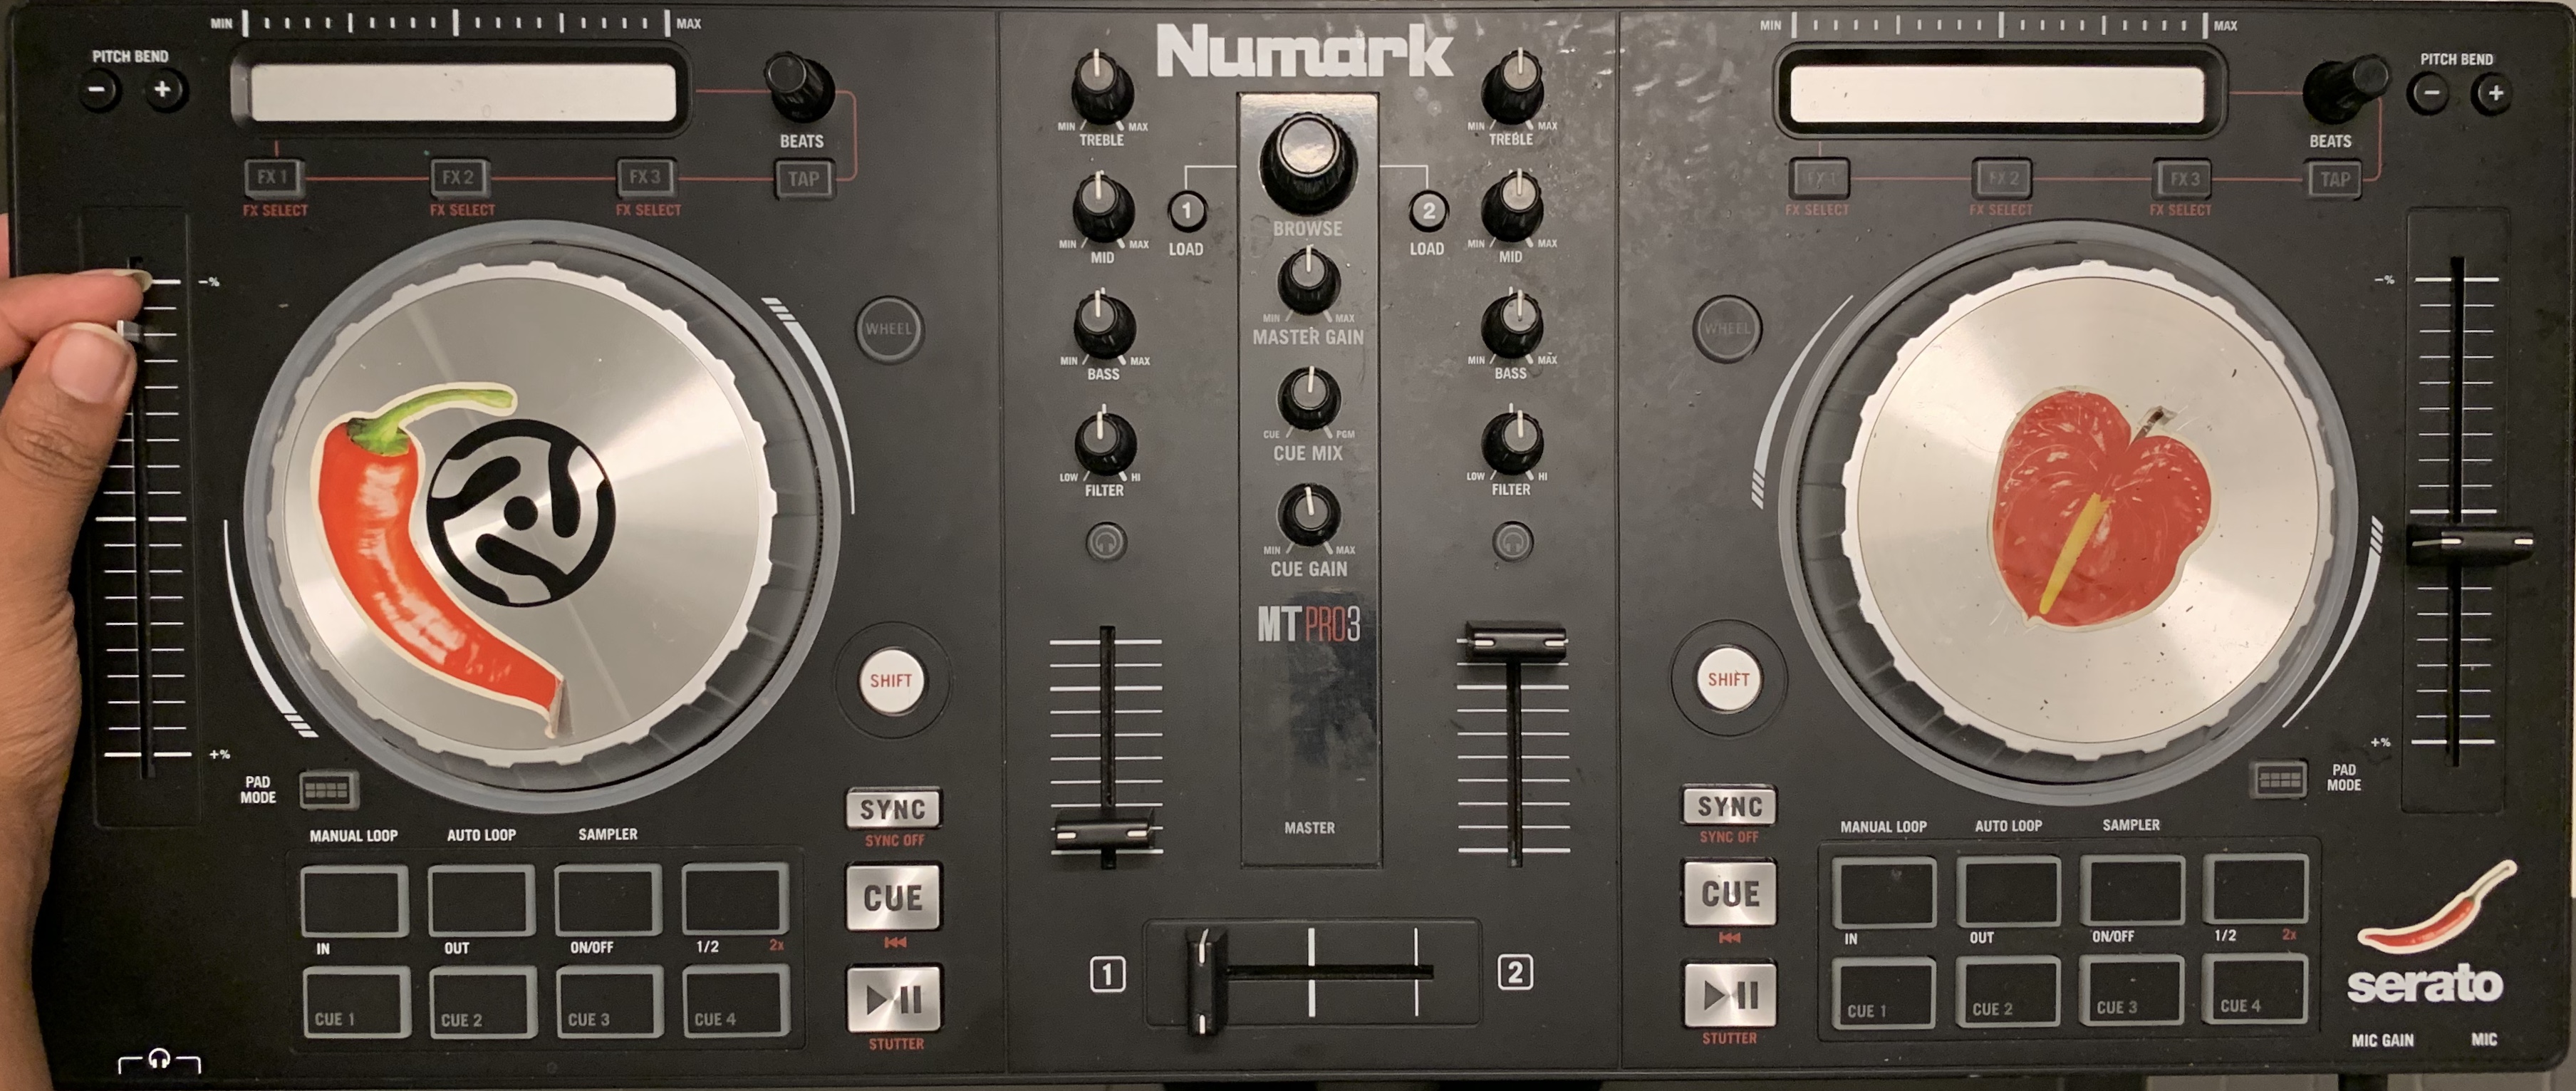 MIN MAX
PITCH BEND
- +
BEATS
FX 1 FX 2 FX 3 TAP
FX SELECT FX SELECT FX SELECT
-%
WHEEL
SHIFT
+%
PAD
MODE
SYNC
SYNC OFF
MANUAL LOOP AUTO LOOP SAMPLER
CUE
IN OUT ON/OFF 1/2 2x
CUE 1 CUE 2 CUE 3 CUE 4
STUTTER
Numark
MIN MAX
TREBLE
MIN MAX
MID
MIN MAX
BASS
LOW HI
FILTER
1
LOAD
BROWSE
2
LOAD
MIN MAX
MASTER GAIN
CUE PGM
CUE MIX
MIN MAX
CUE GAIN
MT PRO3
MASTER
MIN MAX
TREBLE
MIN MAX
MID
MIN MAX
BASS
LOW HI
FILTER
1 2
MIN MAX
PITCH BEND
- +
BEATS
FX 1 FX 2 FX 3 TAP
FX SELECT FX SELECT FX SELECT
-%
WHEEL
SHIFT
+%
PAD
MODE
SYNC
SYNC OFF
MANUAL LOOP AUTO LOOP SAMPLER
CUE
IN OUT ON/OFF 1/2 2x
CUE 1 CUE 2 CUE 3 CUE 4
STUTTER
serato
MIC GAIN MIC